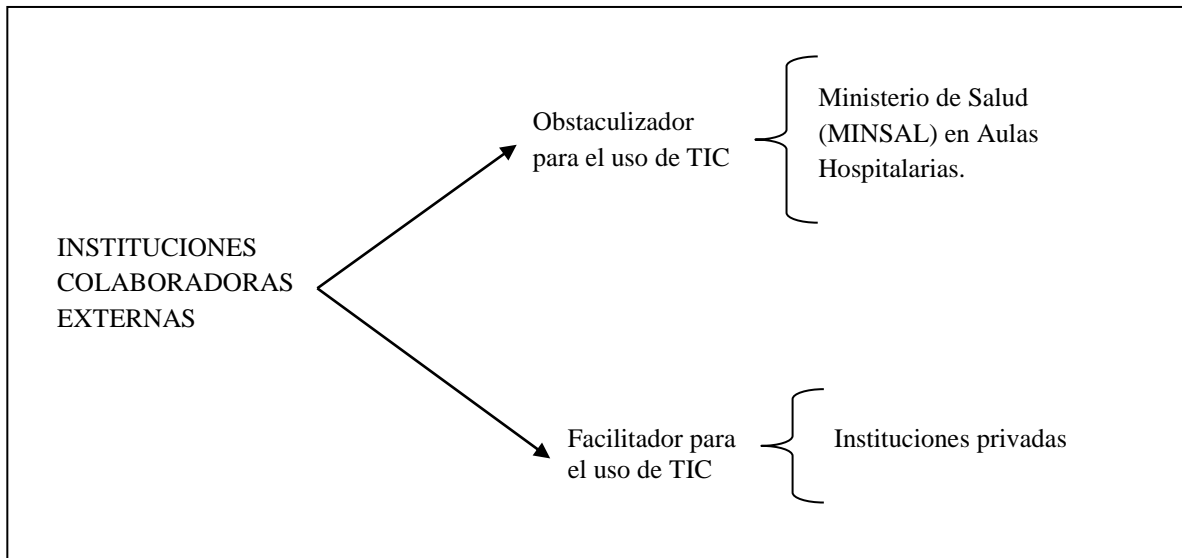 INSTITUCIONES
COLABORADORAS
EXTERNAS
Obstaculizador
para el uso de TIC
Ministerio de Salud
(MINSAL) en Aulas
Hospitalarias.
Facilitador para
el uso de TIC
Instituciones privadas